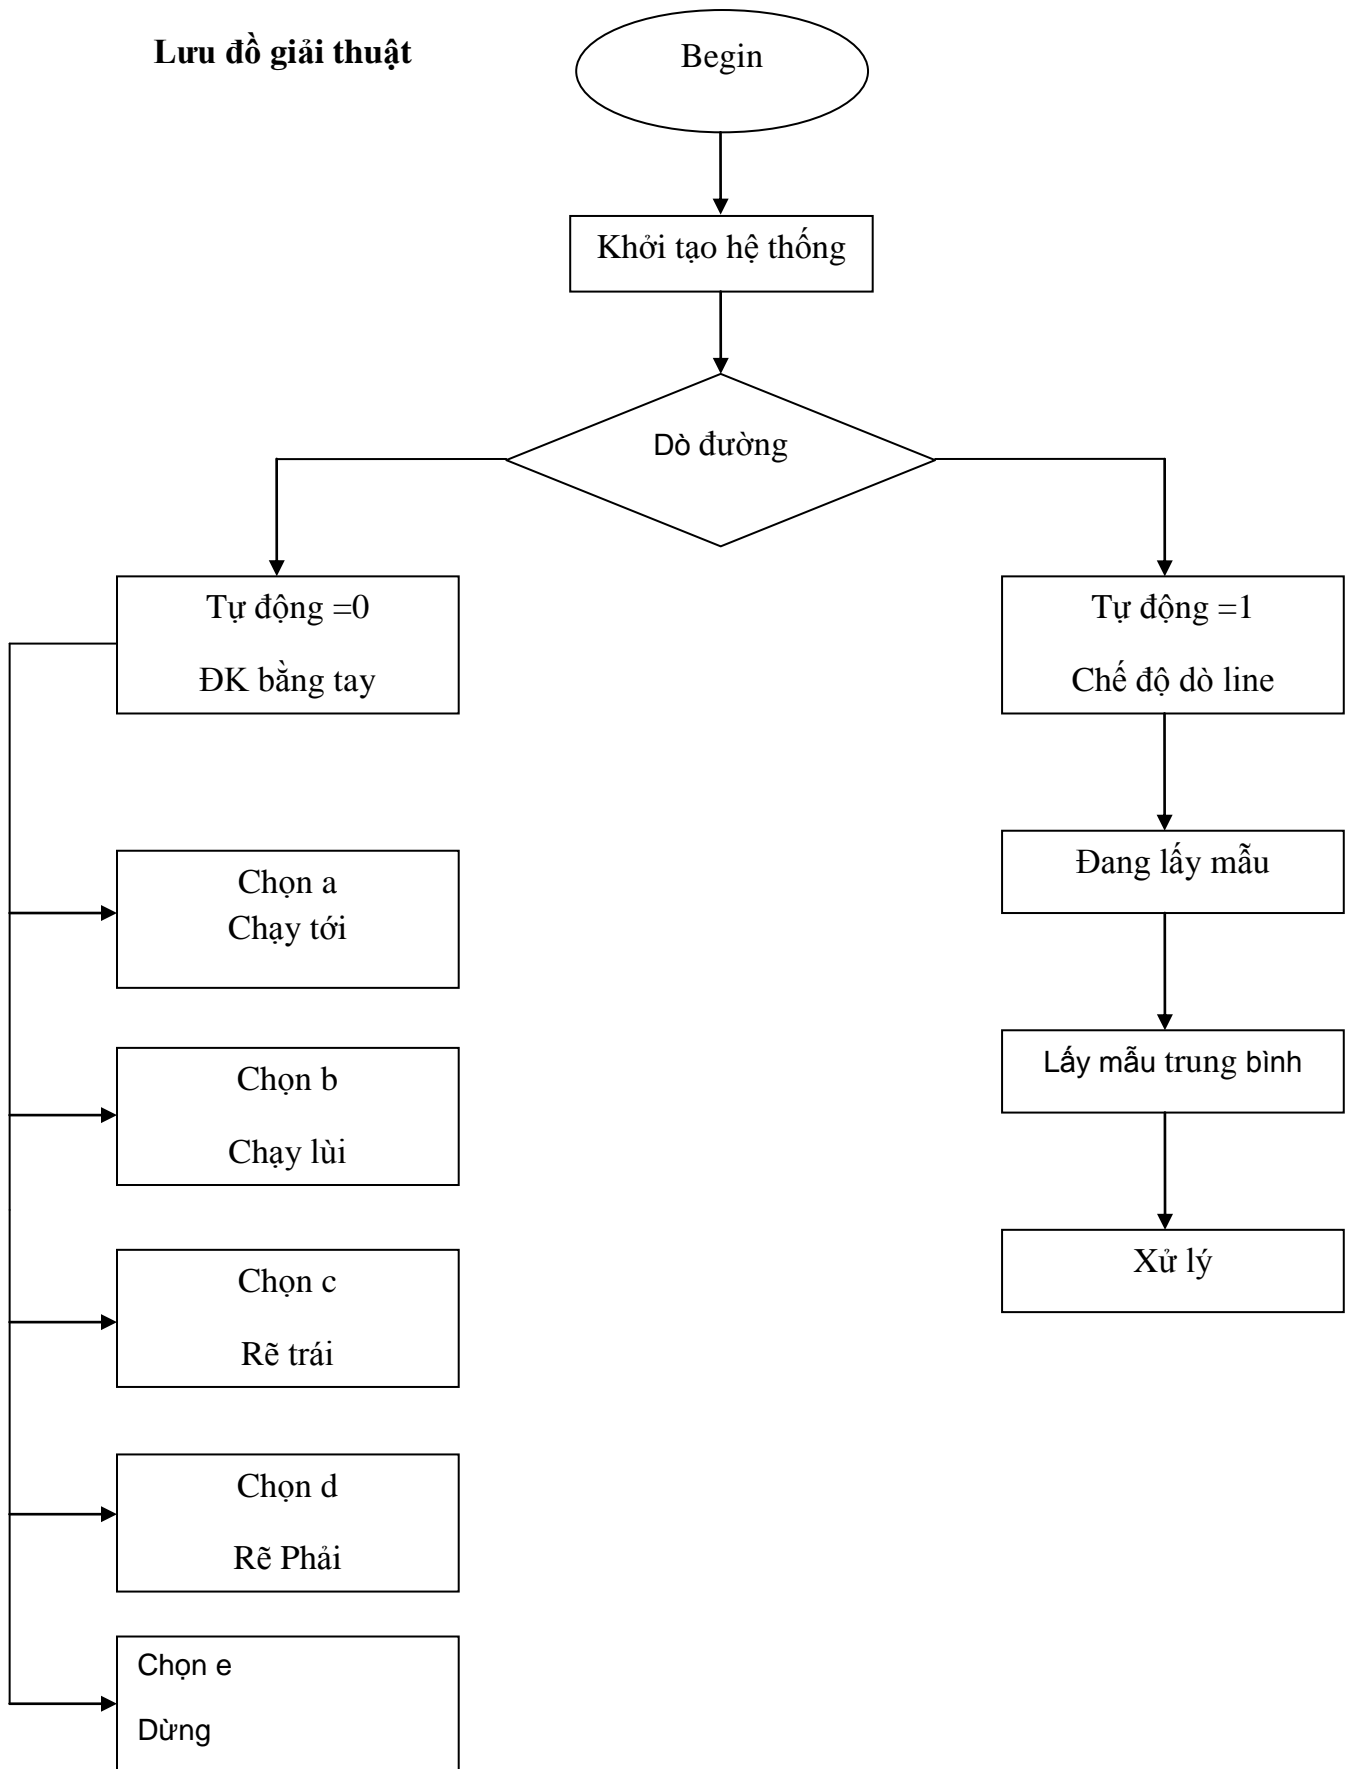 Lưu đồ giải thuật
Begin
Khởi tạo hệ thống
Dò đường
Tự động =0
ĐK bằng tay
Tự động =1
Chế độ dò line
Đang lấy mẫu
Lấy mẫu trung bình
Xử lý
Chọn a
Chạy tới
Chọn b
Chạy lùi
Chọn c
Rẽ trái
Chọn d
Rẽ Phải
Chọn e
Dừng